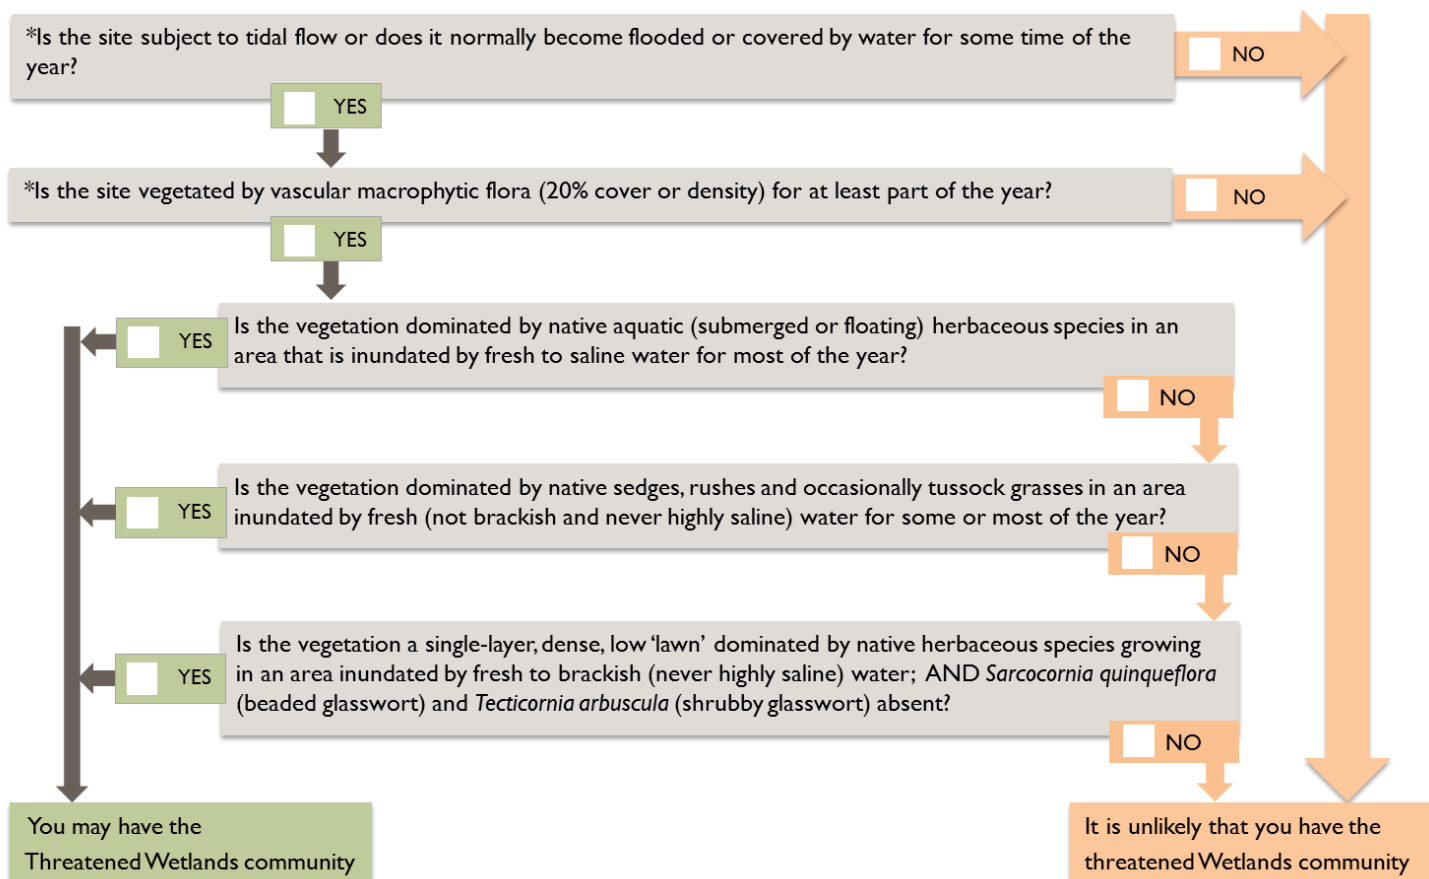 *Is the site subject to tidal flow or does it normally become flooded or covered by water for some time of the
year?
NO
YES
*Is the site vegetated by vascular macrophytic flora (20% cover or density) for at least part of the year?
NO
YES
YES
Is the vegetation dominated by native aquatic (submerged or floating) herbaceous species in an
area that is inundated by fresh to saline water for most of the year?
NO
YES
Is the vegetation dominated by native sedges, rushes and occasionally tussock grasses in an area
inundated by fresh (not brackish and never highly saline) water for some or most of the year?
NO
YES
Is the vegetation a single-layer, dense, low ‘lawn’ dominated by native herbaceous species growing
in an area inundated by fresh to brackish (never highly saline) water; AND Sarcocornia quinqueflora
(beaded glasswort) and Tecticornia arbuscula (shrubby glasswort) absent?
NO
You may have the
Threatened Wetlands community
It is unlikely that you have the
threatened Wetlands community